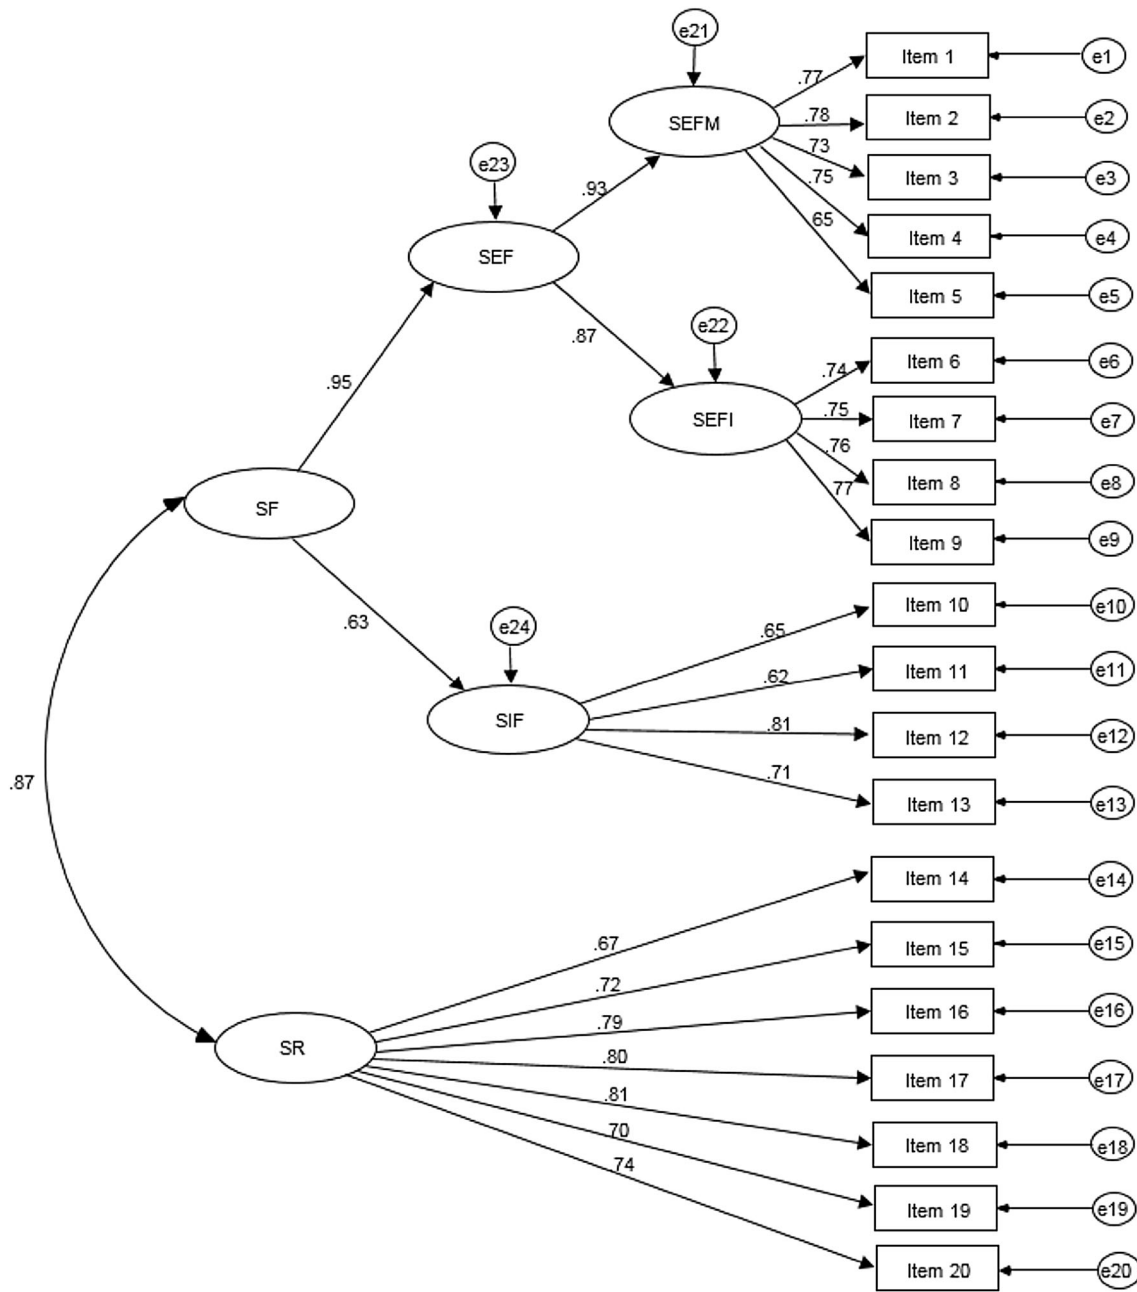 e21
Item 1
e1
.77
SEFM
.78
Item 2
e2
.73
e23
.93
.75
Item 3
e3
.65
Item 4
e4
SEF
Item 5
e5
.87
e22
.74
Item 6
e6
.95
SEFI
.75
Item 7
e7
.76
Item 8
e8
.77
SF
Item 9
e9
.63
e24
.65
Item 10
e10
.62
Item 11
e11
SIF
.81
Item 12
e12
.71
Item 13
e13
.87
Item 14
e14
.67
Item 15
e15
.72
Item 16
e16
.79
SR
.80
Item 17
e17
.81
Item 18
e18
.70
Item 19
e19
.74
Item 20
e20